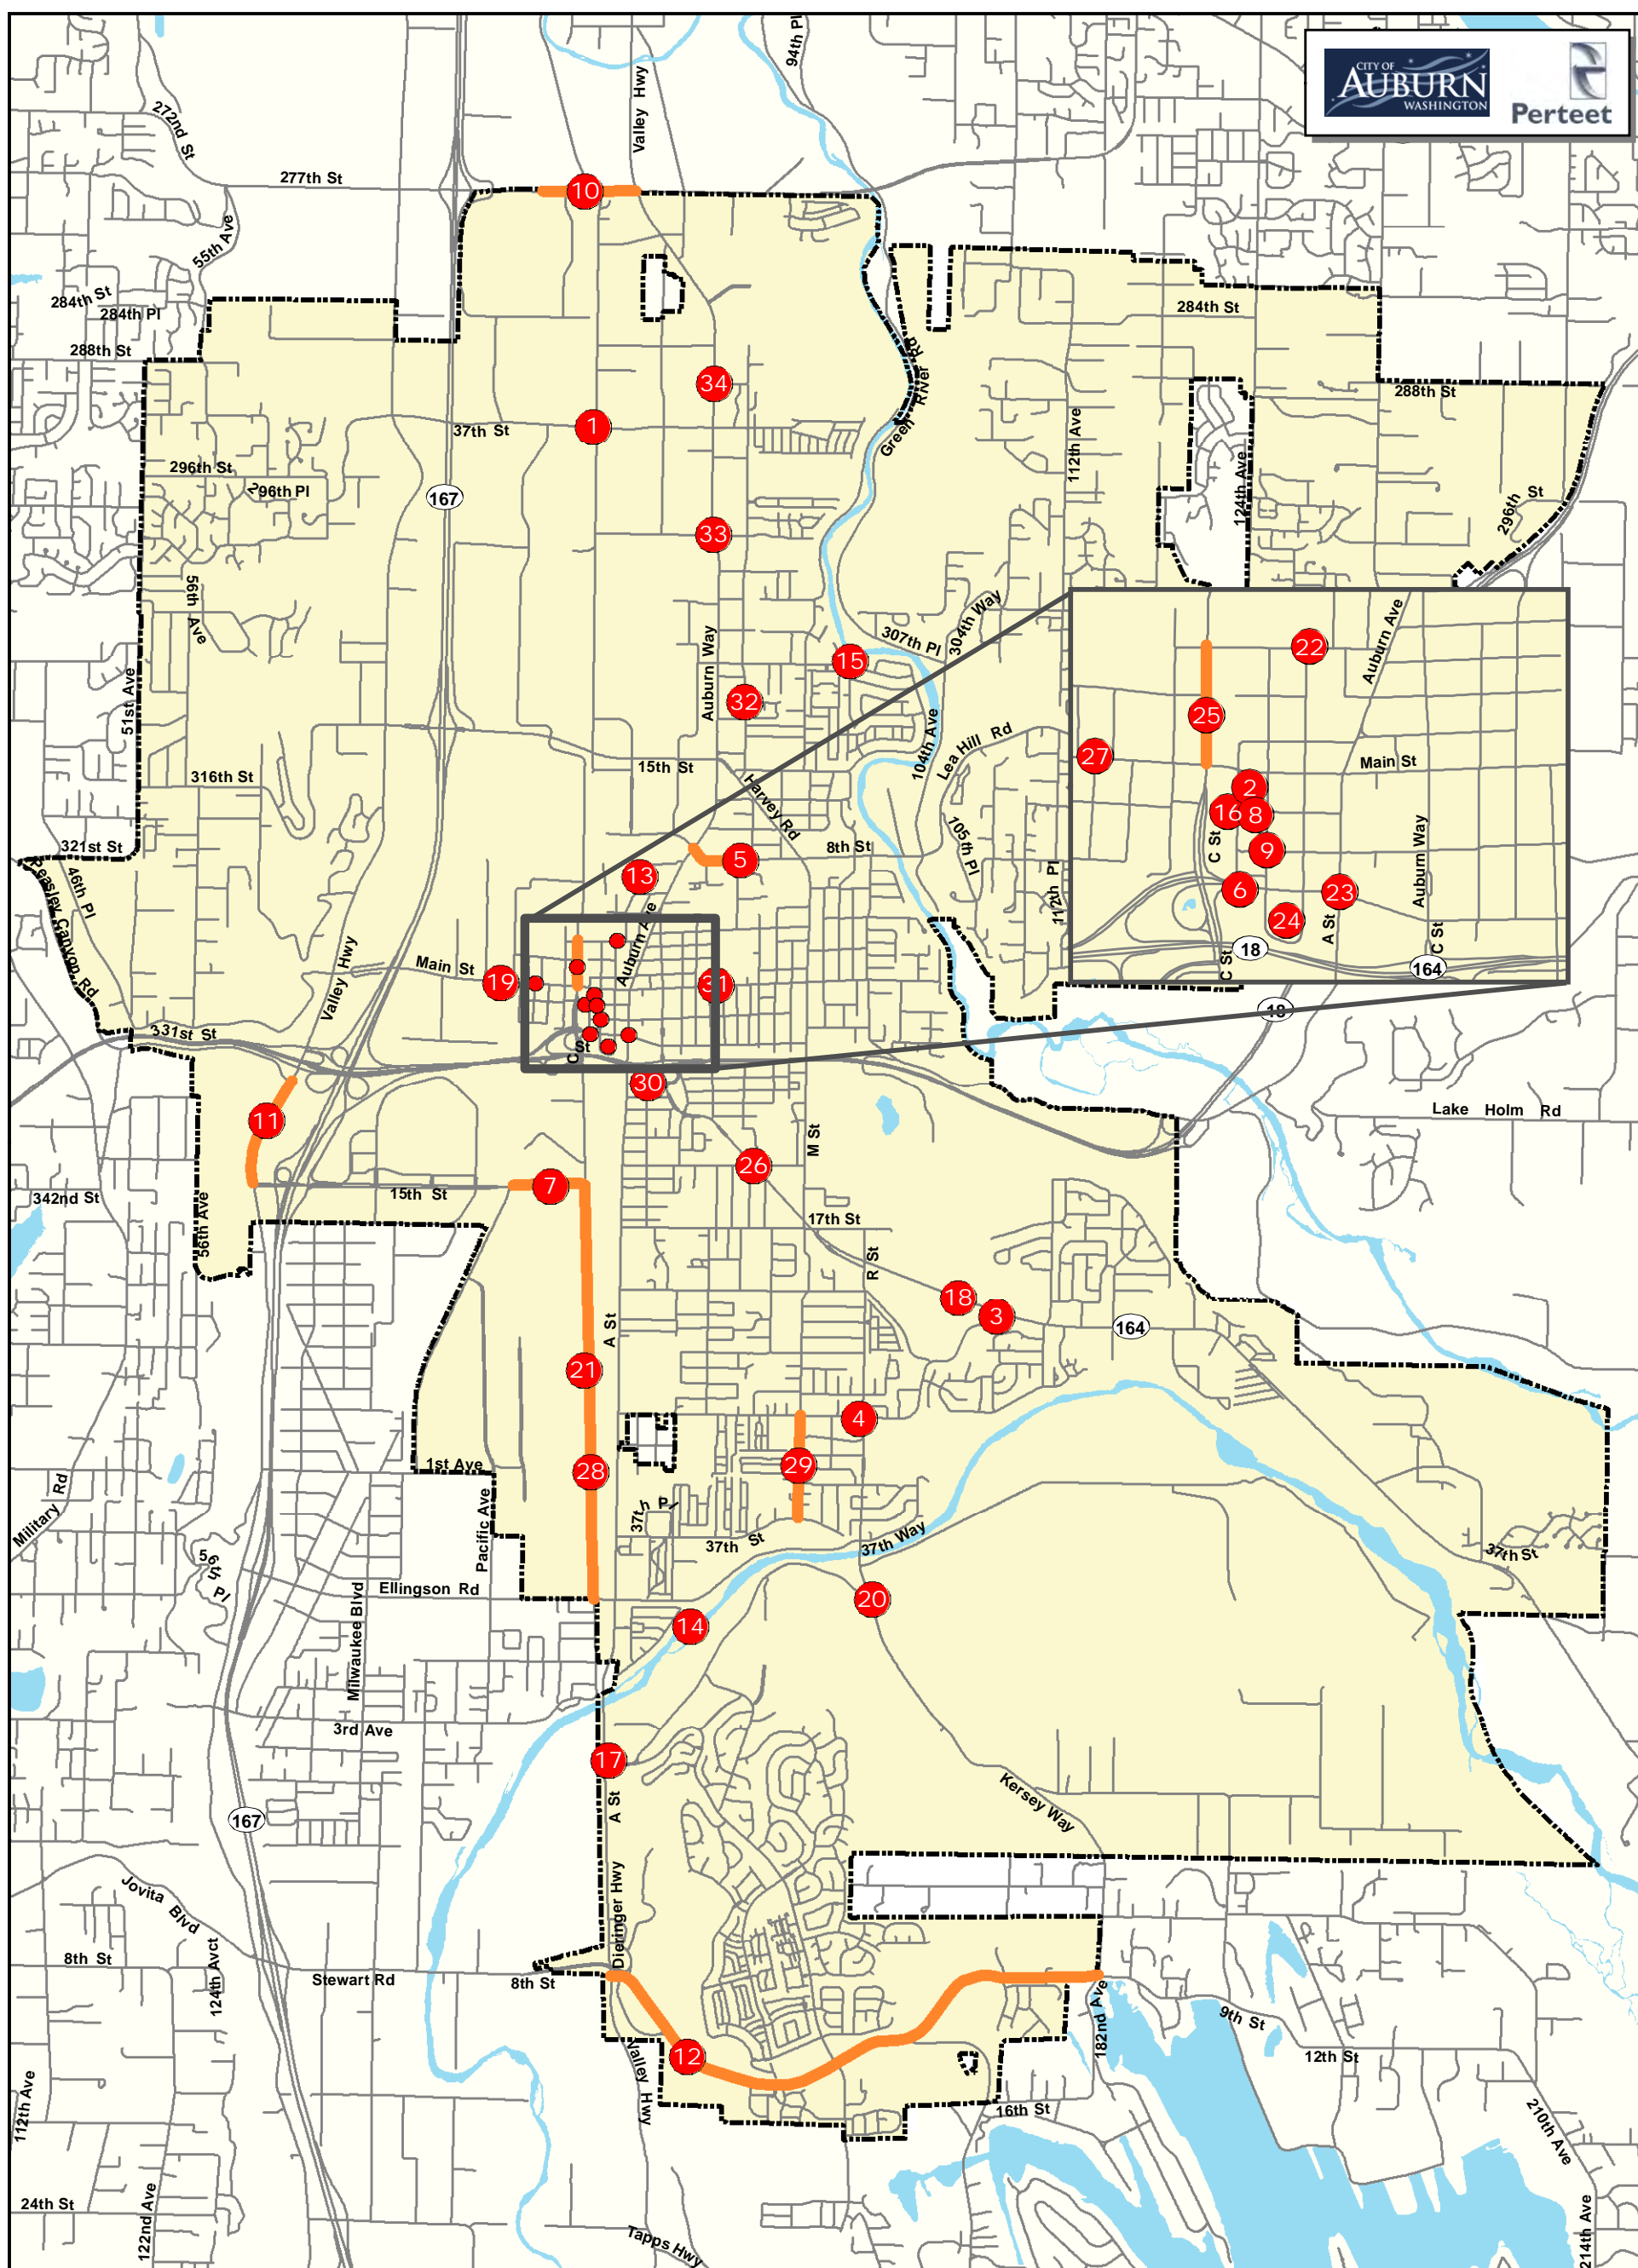 94th Pl
CITY OF
AUBURN
WASHINGTON
Perteet
Valley Hwy
272nd St
277th St
10
55th Ave
284th St
284th Pl
284th St
288th St
Green River Rd
34
288th St
1
37th St
112th Ave
124th Ave
296th St
296th Pl
167
296th St
33
56th Ave
304th Way
307th Pl
Auburn Ave
22
15
Auburn Way
32
51st Ave
25
104th Ave
Lea Hill Rd
27
Main St
15th St
316th St
2
Harvey Rd
16
8
105th Pl
C St
9
Auburn Way
321st St
8th St
5
Peasley Canyon Rd
46th Pl
13
112th Pl
6
23
24
A St
C St
Auburn Ave
18
C St
164
Main St
19
31
Valley Hwy
18
331st St
C St
30
11
Lake Holm Rd
M St
26
7
15th St
342nd St
56th Ave
17th St
R St
18
3
164
A St
21
4
1st Ave
28
29
Military Rd
Pacific Ave
37th Pl
37th St
37th Way
37th St
56th Pl
Ellingson Rd
Milwaukee Blvd
20
14
3rd Ave
17
A St
Kersey Way
167
Jovita Blvd
Dieringer Hwy
8th St
124th Avct
Stewart Rd
8th St
182nd Ave
9th St
12
12th St
Valley Hwy
112th Ave
16th St
210th Ave
24th St
122nd Ave
Tapps Hwy
214th Ave